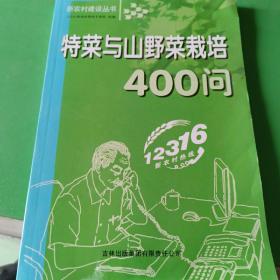 新农村建设丛书
特菜与山野菜栽培
400问
12316
新农村热线
吉林出版集团有限责任公司